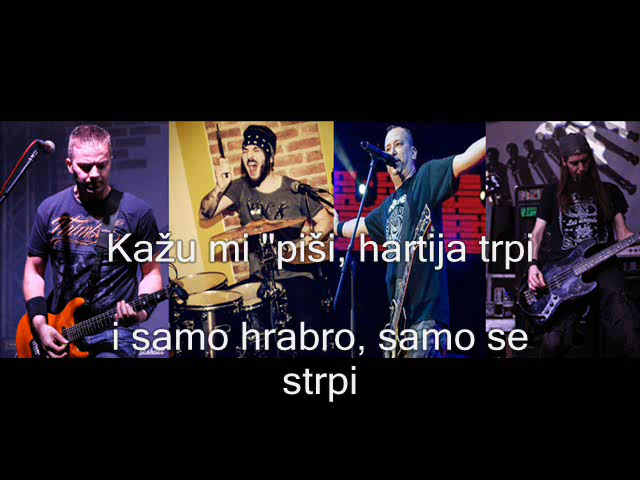 Kažu mi "piši, hartija trpi
i samo hrabro, samo se
strpi